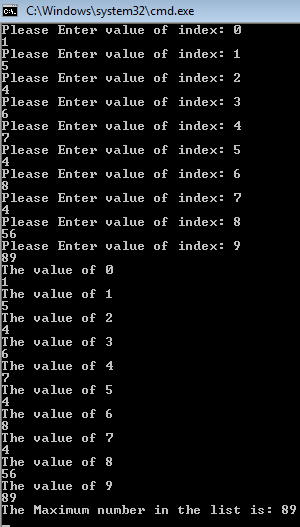 C:\Windows\system32\cmd.exe
Please Enter value of index: 0
1
Please Enter value of index: 1
5
Please Enter value of index: 2
4
Please Enter value of index: 3
6
Please Enter value of index: 4
7
Please Enter value of index: 5
4
Please Enter value of index: 6
8
Please Enter value of index: 7
4
Please Enter value of index: 8
56
Please Enter value of index: 9
89
The value of 0
1
The value of 1
5
The value of 2
4
The value of 3
6
The value of 4
7
The value of 5
4
The value of 6
8
The value of 7
4
The value of 8
56
The value of 9
89
The Maximum number in the list is: 89